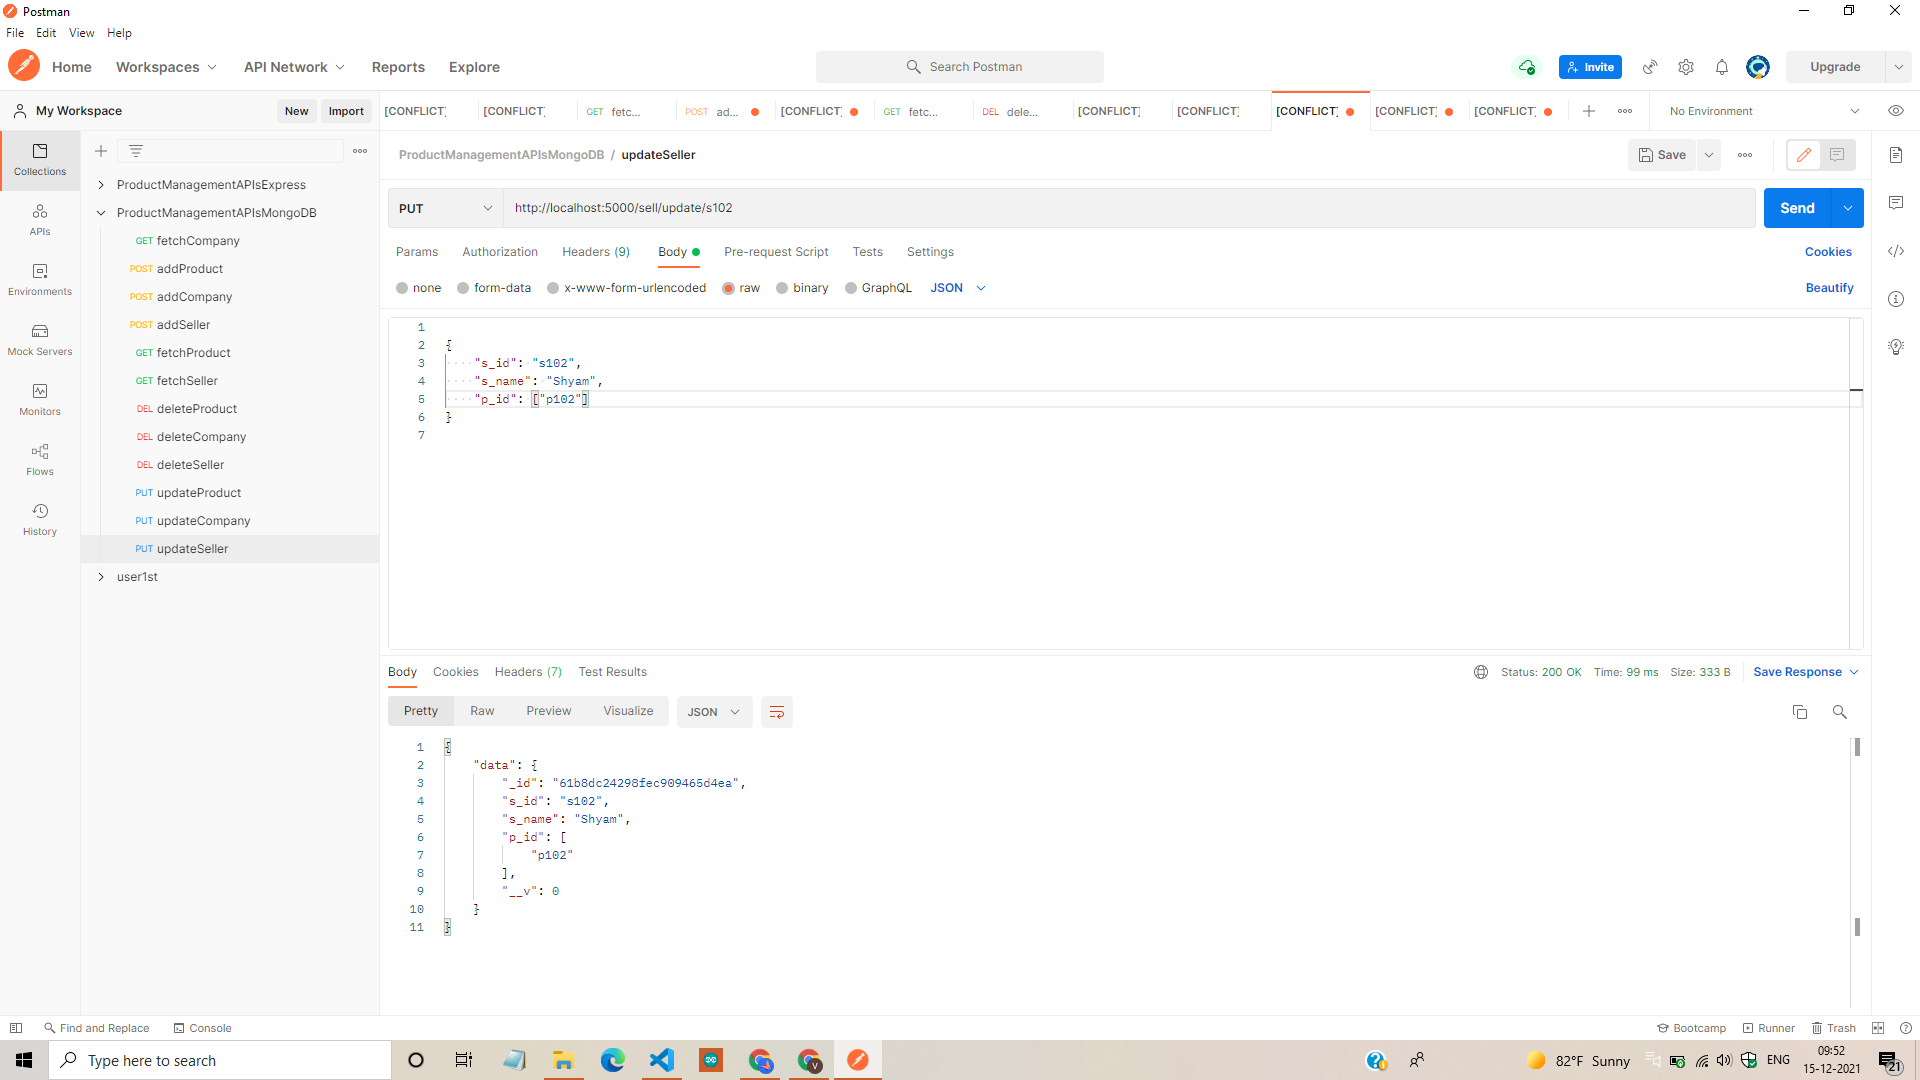 Postman
File Edit View Help
Home Workspaces API Network Reports Explore Search Postman Invite Upgrade
My Workspace New Import [CONFLICT] [CONFLICT] GET fetc... POST ad... [CONFLICT] GET fetc... DEL dele... [CONFLICT] [CONFLICT] [CONFLICT] [CONFLICT] [CONFLICT] No Environment
ProductManagementAPIsMongoDB / updateSeller Save
Collections
APIs
Environments
Mock Servers
Monitors
Flows
History
ProductManagementAPIsExpress
ProductManagementAPIsMongoDB
GET fetchCompany
POST addProduct
POST addCompany
POST addSeller
GET fetchProduct
GET fetchSeller
DEL deleteProduct
DEL deleteCompany
DEL deleteSeller
PUT updateProduct
PUT updateCompany
PUT updateSeller
user1st
PUT http://localhost:5000/sell/update/s102 Send
Params Authorization Headers (9) Body Pre-request Script Tests Settings Cookies
none form-data x-www-form-urlencoded raw binary GraphQL JSON Beautify
1
2 {
3 "s_id": "s102",
4 "s_name": "Shyam",
5 "p_id": ["p102"]
6 }
7
Body Cookies Headers (7) Test Results Status: 200 OK Time: 99 ms Size: 333 B Save Response
Pretty Raw Preview Visualize JSON
1 {
2 "data": {
3 "_id": "61b8dc24298fec909465d4ea",
4 "s_id": "s102",
5 "s_name": "Shyam",
6 "p_id": [
7 "p102"
8 ],
9 "__v": 0
10 }
11 }
Find and Replace Console Bootcamp Runner Trash
Type here to search 82°F Sunny ENG 09:52
15-12-2021 21